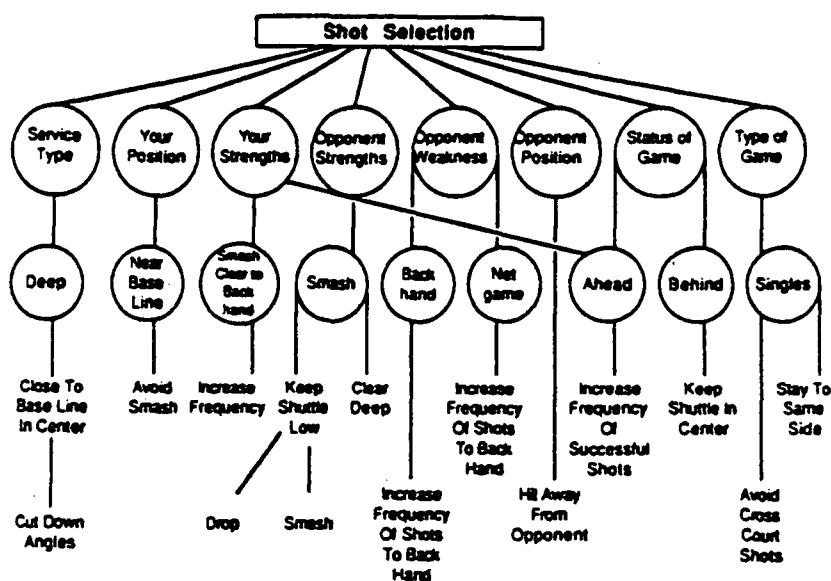 Shot Selection
Service
Type
Your
Position
Your
Strengths
Opponent
Strengths
Opponent
Weakness
Opponent
Position
Status of
Game
Type of
Game
Deep
Near
Base
Line
Smash
Clear to
Back
hand
Smash
Back
hand
Net
game
Ahead
Behind
Singles
Close To
Base Line
In Center
Avoid
Smash
Increase
Frequency
Keep
Shuttle
Low
Clear
Deep
Increase
Frequency
Of Shots
To Back
Hand
Increase
Frequency
Of
Successful
Shots
Keep
Shuttle In
Center
Stay To
Same
Side
Cut Down
Angles
Drop
Smash
Increase
Frequency
Of Shots
To Back
Hand
Hit Away
From
Opponent
Avoid
Cross
Court
Shots